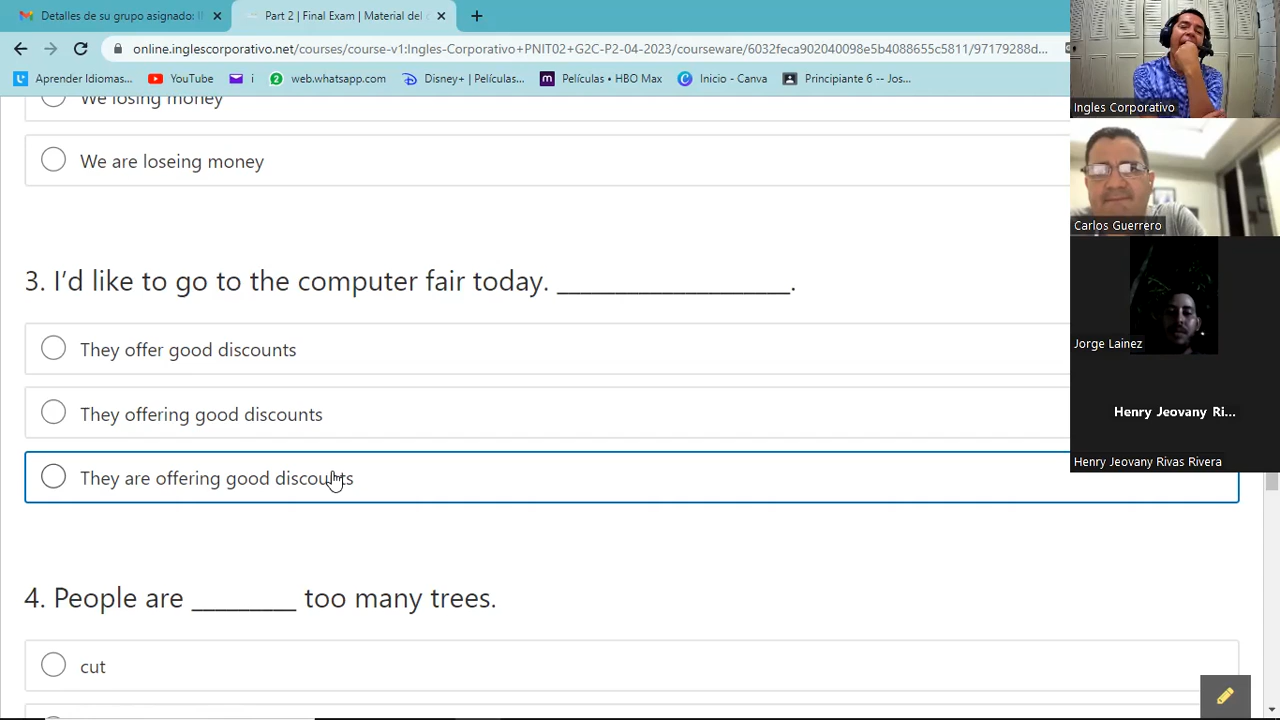 Detalles de su grupo asignado: I
Part 2 | Final Exam | Material de
online.inglescorporativo.net/courses/course-v1:Ingles-Corporativo+PNIT02+G2C-P2-04-2023/courseware/6032feca902040098e5b4088655c5811/97179288d...
Aprender Idiomas...
YouTube
i
web.whatsapp.com
Disney+ | Películas...
Películas • HBO Max
Inicio - Canva
Principiante 6 -- Jos...
Ingles Corporativo
We losing money
We are loseing money
Carlos Guerrero
3. I’d like to go to the computer fair today. ____________________.
They offer good discounts
Jorge Lainez
They offering good discounts
Henry Jeovany Ri...
Henry Jeovany Rivas Rivera
They are offering good discounts
4. People are _________ too many trees.
cut